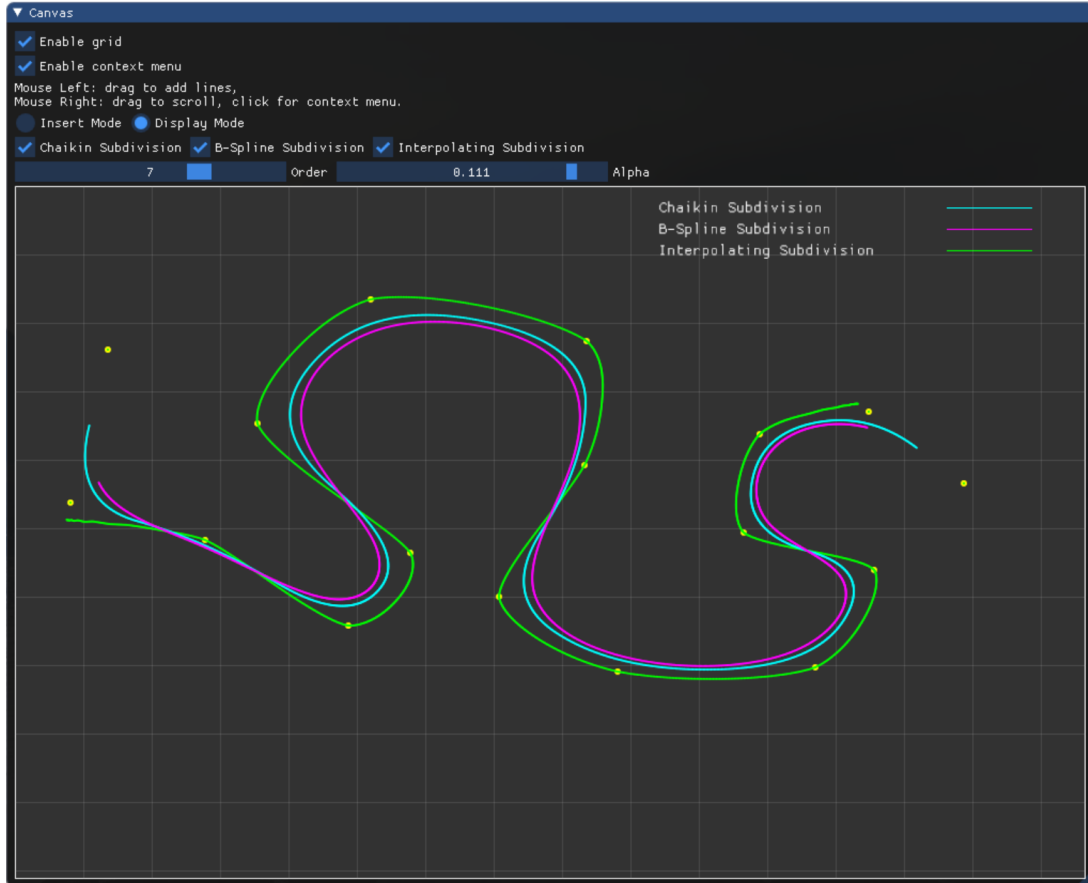 Canvas
Enable grid
Enable context menu
Mouse Left: drag to add lines,
Mouse Right: drag to scroll, click for context menu.
Insert Mode Display Mode
Chaikin Subdivision B-Spline Subdivision Interpolating Subdivision
7 Order 0.111 Alpha
Chaikin Subdivision
B-Spline Subdivision
Interpolating Subdivision